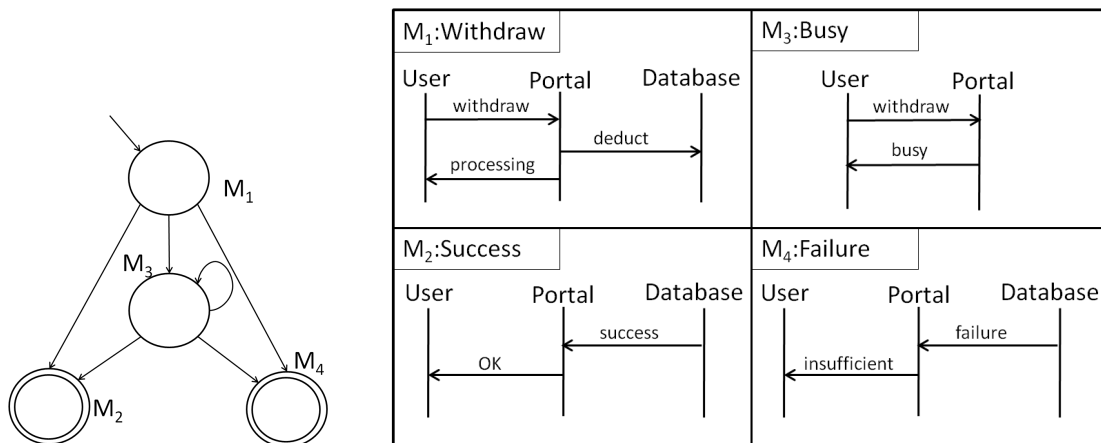 M₁
M₃
M₂
M₄
M₁:Withdraw
User Portal Database
withdraw
deduct
processing
M₃:Busy
User Portal
withdraw
busy
M₂:Success
User Portal Database
success
OK
M₄:Failure
User Portal Database
failure
insufficient